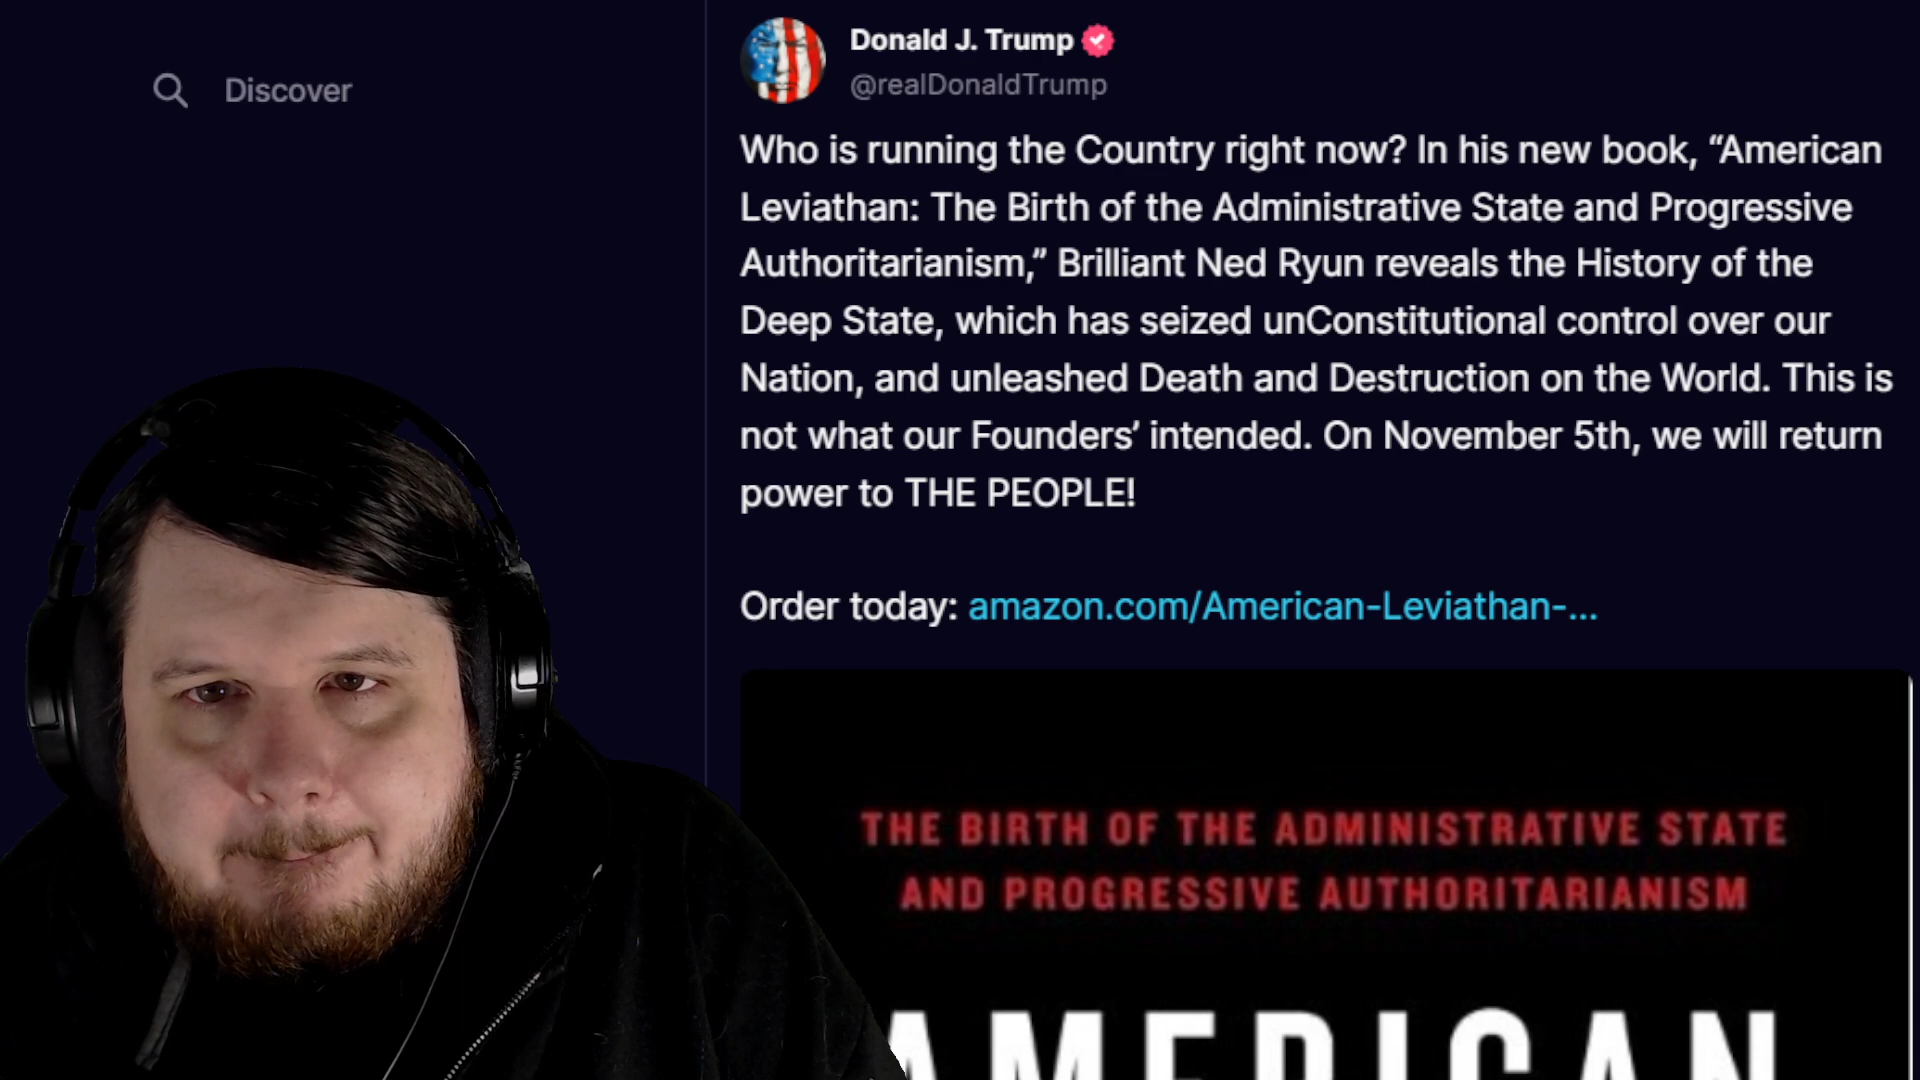 Discover
Donald J. Trump
@realDonaldTrump
Who is running the Country right now? In his new book, “American
Leviathan: The Birth of the Administrative State and Progressive
Authoritarianism,” Brilliant Ned Ryun reveals the History of the
Deep State, which has seized unConstitutional control over our
Nation, and unleashed Death and Destruction on the World. This is
not what our Founders’ intended. On November 5th, we will return
power to THE PEOPLE!
Order today: amazon.com/American-Leviathan-...
THE BIRTH OF THE ADMINISTRATIVE STATE
AND PROGRESSIVE AUTHORITARIANISM
AMERICAN